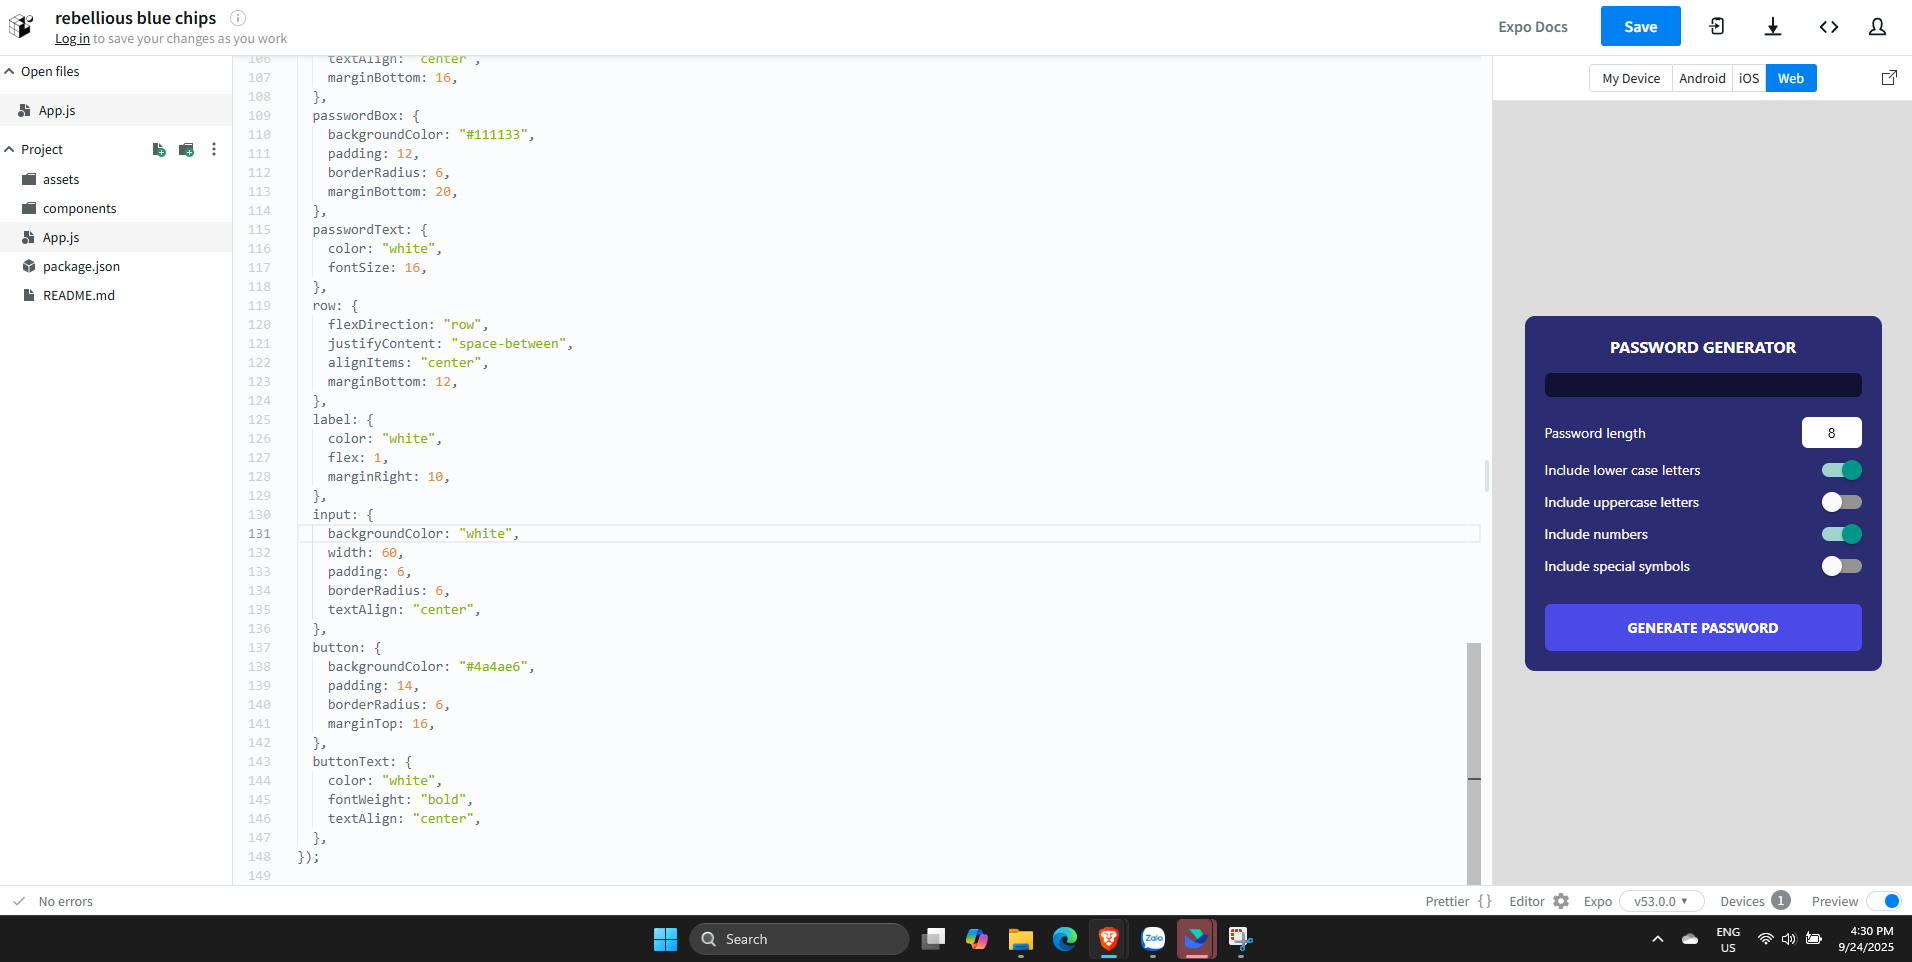 rebellious blue chips
Log in to save your changes as you work
Expo Docs
Save
Open files
App.js
Project
assets
components
App.js
package.json
README.md
106 textAlign: "center",
107 marginBottom: 16,
108 },
109 passwordBox: {
110 backgroundColor: "#111133",
111 padding: 12,
112 borderRadius: 6,
113 marginBottom: 20,
114 },
115 passwordText: {
116 color: "white",
117 fontSize: 16,
118 },
119 row: {
120 flexDirection: "row",
121 justifyContent: "space-between",
122 alignItems: "center",
123 marginBottom: 12,
124 },
125 label: {
126 color: "white",
127 flex: 1,
128 marginRight: 10,
129 },
130 input: {
131 backgroundColor: "white",
132 width: 60,
133 padding: 6,
134 borderRadius: 6,
135 textAlign: "center",
136 },
137 button: {
138 backgroundColor: "#4a4ae6",
139 padding: 14,
140 borderRadius: 6,
141 marginTop: 16,
142 },
143 buttonText: {
144 color: "white",
145 fontWeight: "bold",
146 textAlign: "center",
147 },
148 });
149
My Device Android iOS Web
PASSWORD GENERATOR
Password length 8
Include lower case letters
Include uppercase letters
Include numbers
Include special symbols
GENERATE PASSWORD
No errors
Prettier {} Editor Expo v53.0.0 Devices 1 Preview
Search
Zalo
ENG
US
4:30 PM
9/24/2025